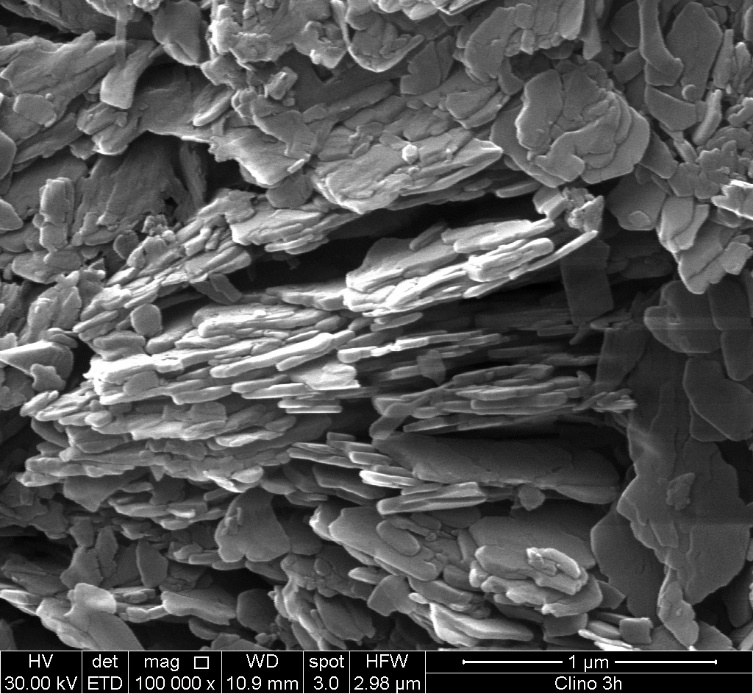 HV det mag □ WD spot HFW 1 µm
30.00 kV ETD 100 000 x 10.9 mm 3.0 2.98 µm Clino 3h